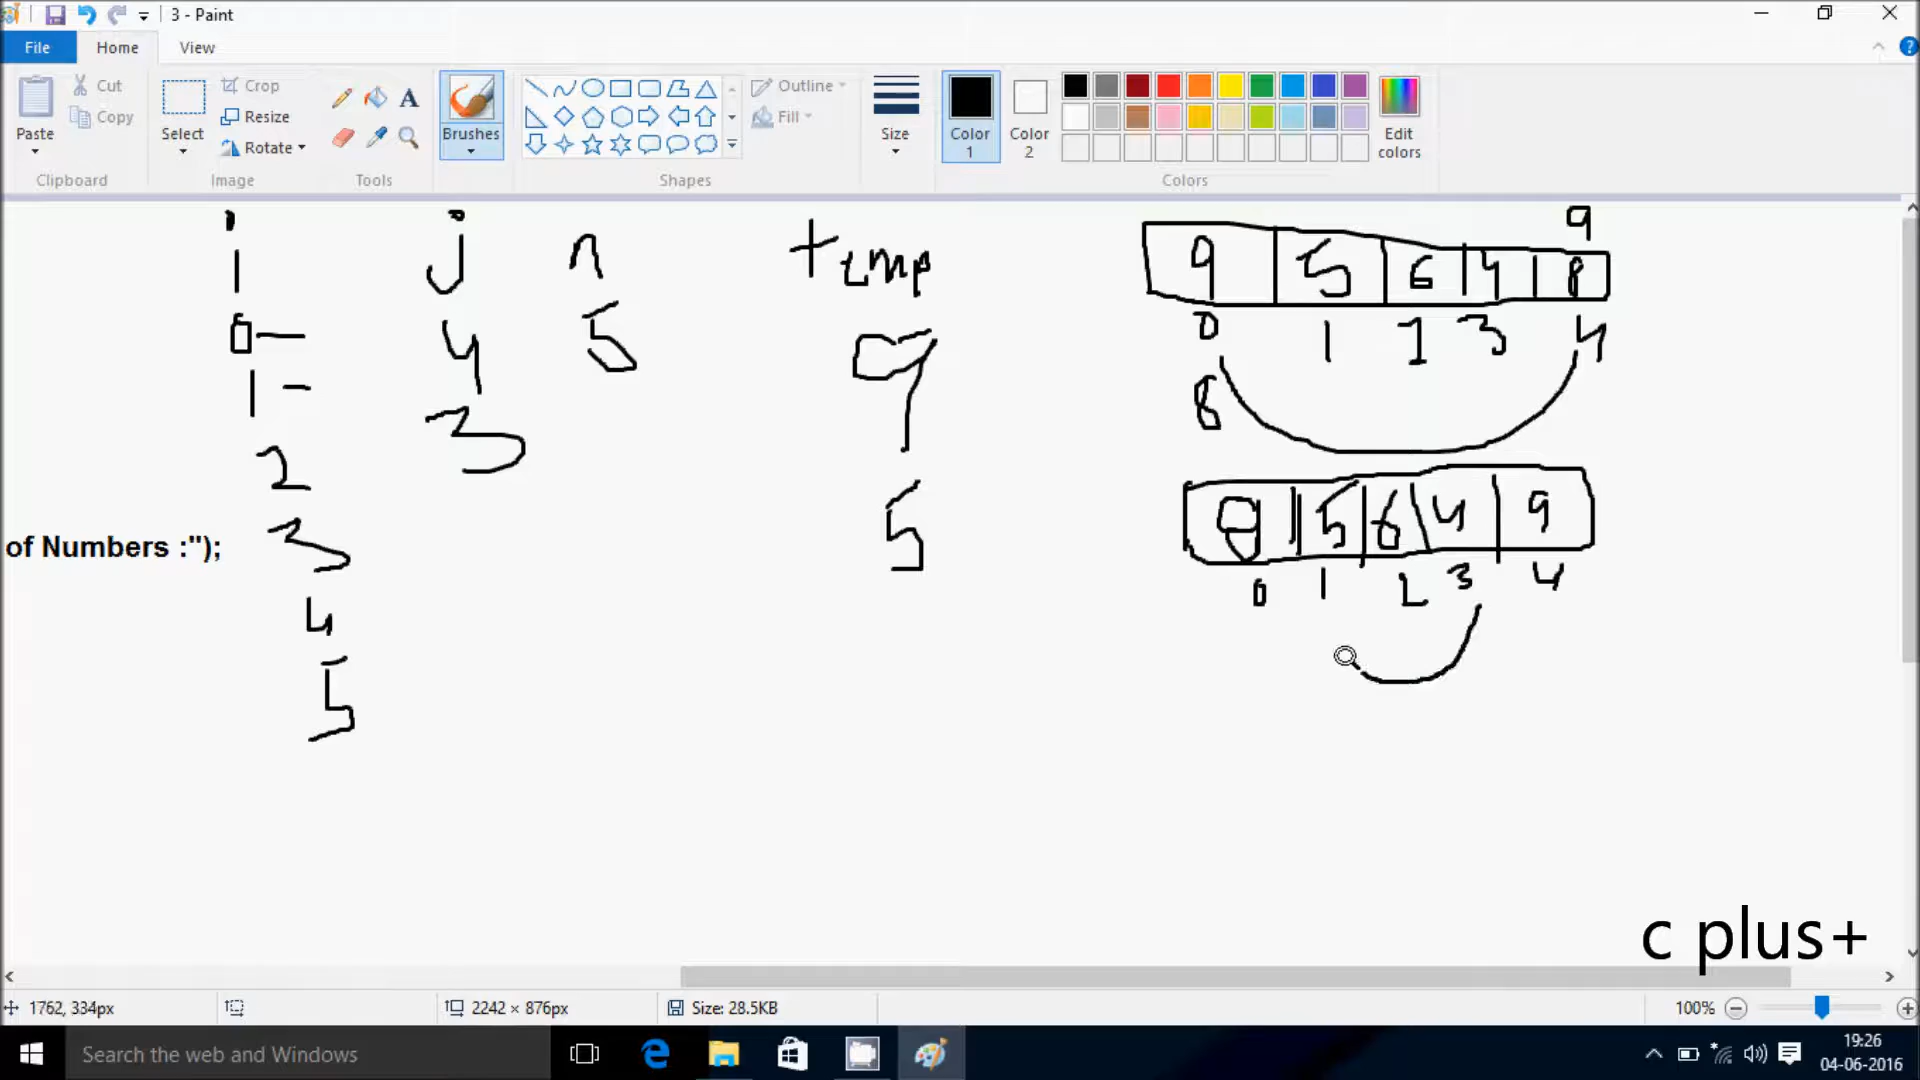 3 - Paint
File Home View
Paste
Cut
Copy
Clipboard
Select
Crop
Resize
Rotate
Image
Tools
Brushes
Shapes
Outline
Fill
Size
Color 1
Color 2
Edit colors
Colors
i j n temp
0 4 5 9
1 3 5
2
3
4
5
of Numbers :");
9
9 5 6 4 8
0 1 2 3 4
8
8 5 6 4 9
0 1 2 3 4
c plus+
1762, 334px
2242 × 876px
Size: 28.5KB
100%
Search the web and Windows
19:26
04-06-2016